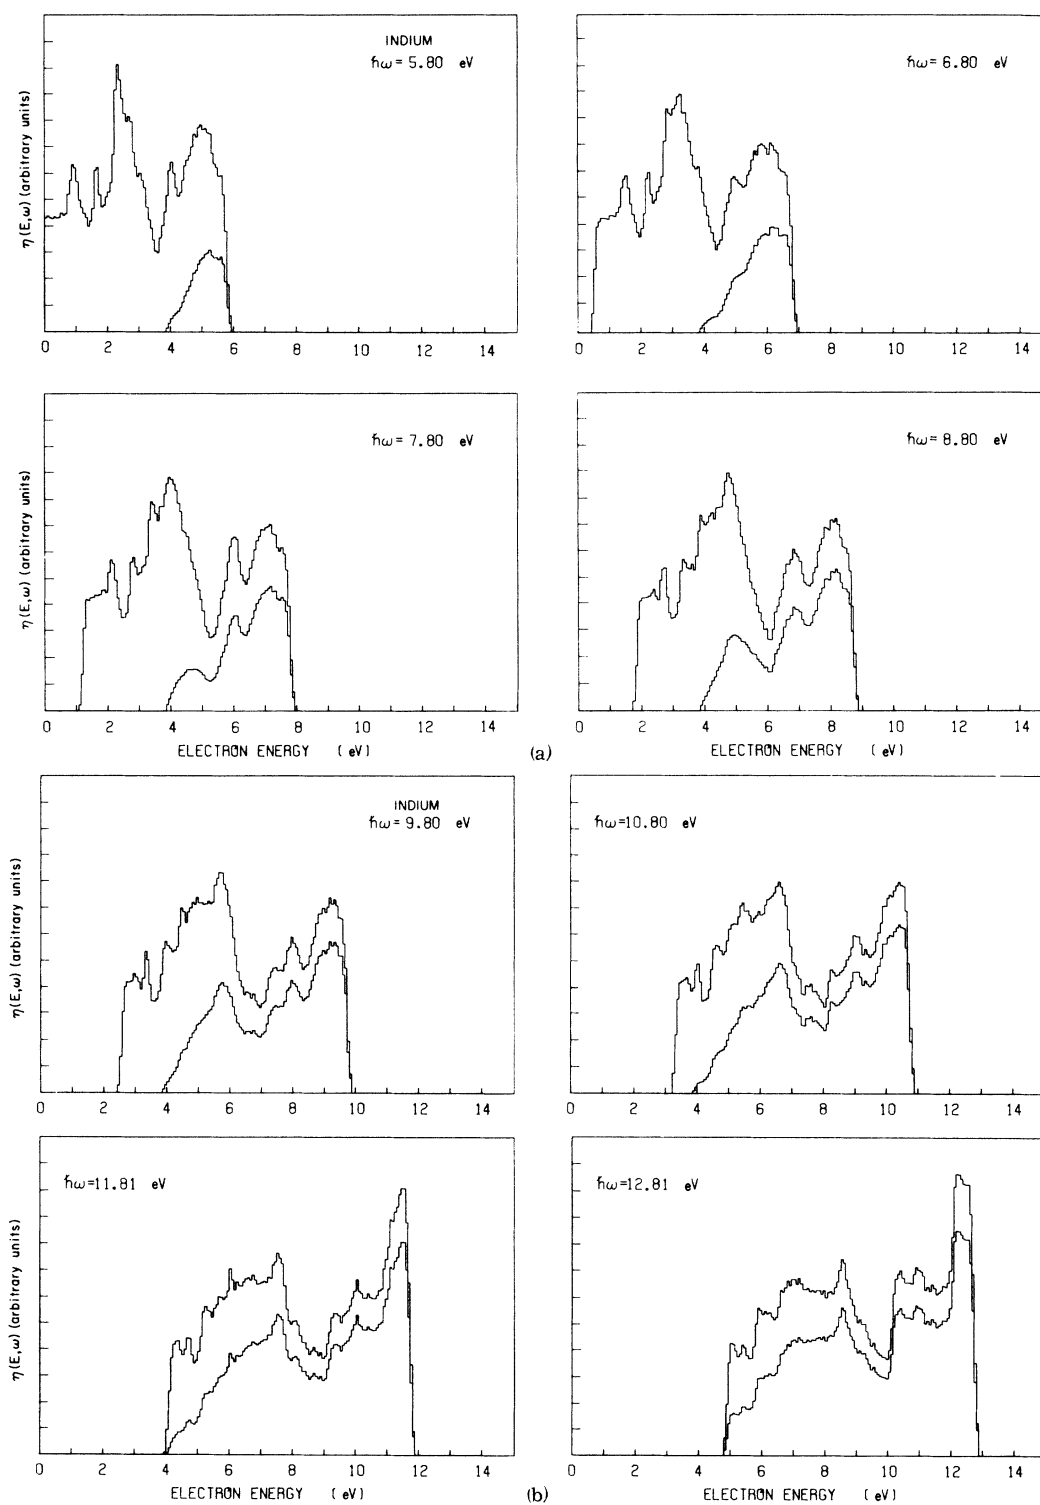 INDIUM
ħω = 5.80 eV
η(E,ω) (arbitrary units)
0 2 4 6 8 10 12 14
ħω = 6.80 eV
0 2 4 6 8 10 12 14
ħω = 7.80 eV
η(E,ω) (arbitrary units)
0 2 4 6 8 10 12 14
ELECTRON ENERGY (eV)
ħω = 8.80 eV
0 2 4 6 8 10 12 14
ELECTRON ENERGY (eV)
(a)
INDIUM
ħω = 9.80 eV
η(E,ω) (arbitrary units)
0 2 4 6 8 10 12 14
ħω=10.80 eV
0 2 4 6 8 10 12 14
ħω=11.81 eV
η(E,ω) (arbitrary units)
0 2 4 6 8 10 12 14
ELECTRON ENERGY (eV)
ħω=12.81 eV
0 2 4 6 8 10 12 14
ELECTRON ENERGY (eV)
(b)